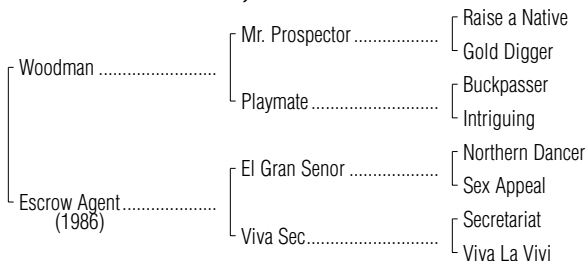 Raise a Native
Mr. Prospector ....................
Gold Digger
Woodman ............................
Buckpasser
Playmate ..............................
Intriguing
Northern Dancer
El Gran Senor .....................
Sex Appeal
Escrow Agent ......................
(1986)
Secretariat
Viva Sec ................................
Viva La Vivi